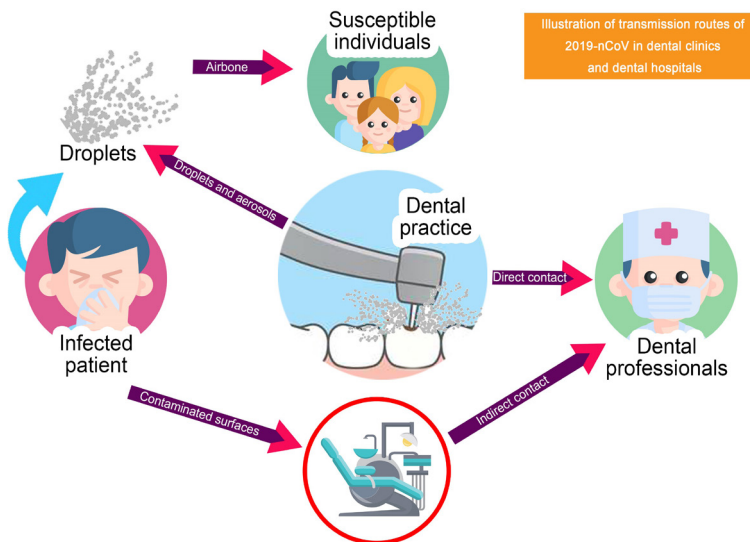 Illustration of transmission routes of
2019-nCoV in dental clinics
and dental hospitals
Susceptible
individuals
Airbone
Droplets
Droplets and aerosols
Dental
practice
Direct contact
Infected
patient
Dental
professionals
Contaminated surfaces
Indirect contact